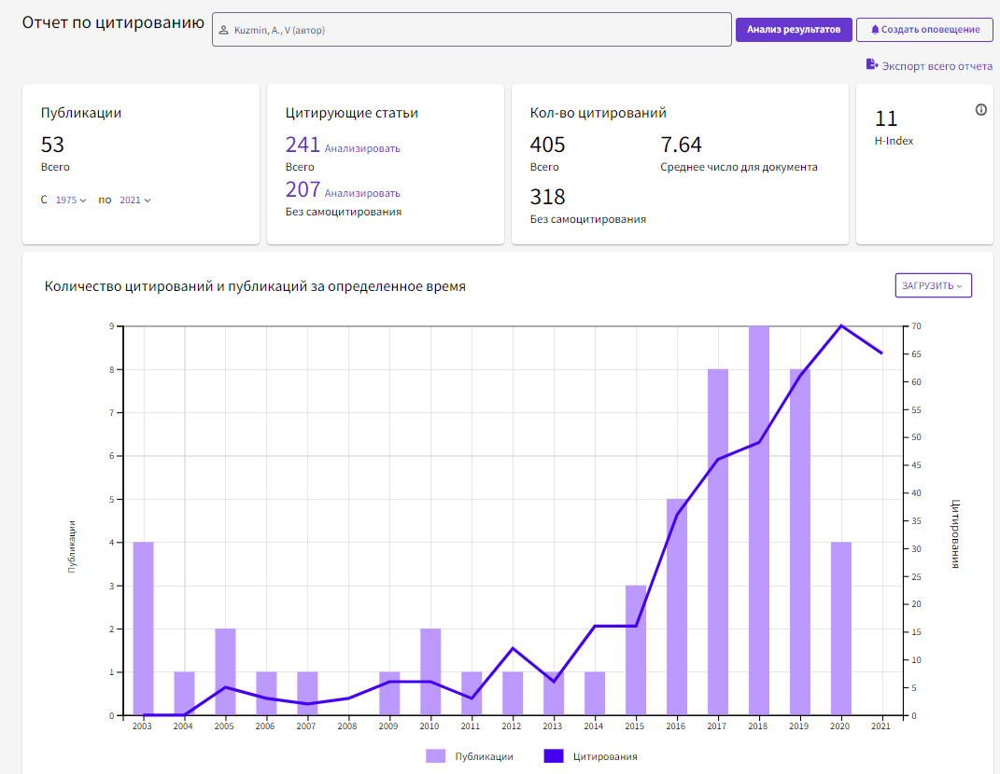 Отчет по цитированию
Kuzmin, A., V (автор)
Анализ результатов
Создать оповещение
Экспорт всего отчета
Публикации
53
Всего
С 1975 по 2021
Цитирующие статьи
241 Анализировать
Всего
207 Анализировать
Без самоцитирования
Кол-во цитирований
405
Всего
7.64
Среднее число для документа
318
Без самоцитирования
11
H-Index
Количество цитирований и публикаций за определенное время
ЗАГРУЗИТЬ
Публикации
9
8
7
6
5
4
3
2
1
0
70
65
60
55
50
45
40
35
30
25
20
15
10
5
0
Цитирования
2003 2004 2005 2006 2007 2008 2009 2010 2011 2012 2013 2014 2015 2016 2017 2018 2019 2020 2021
Публикации Цитирования